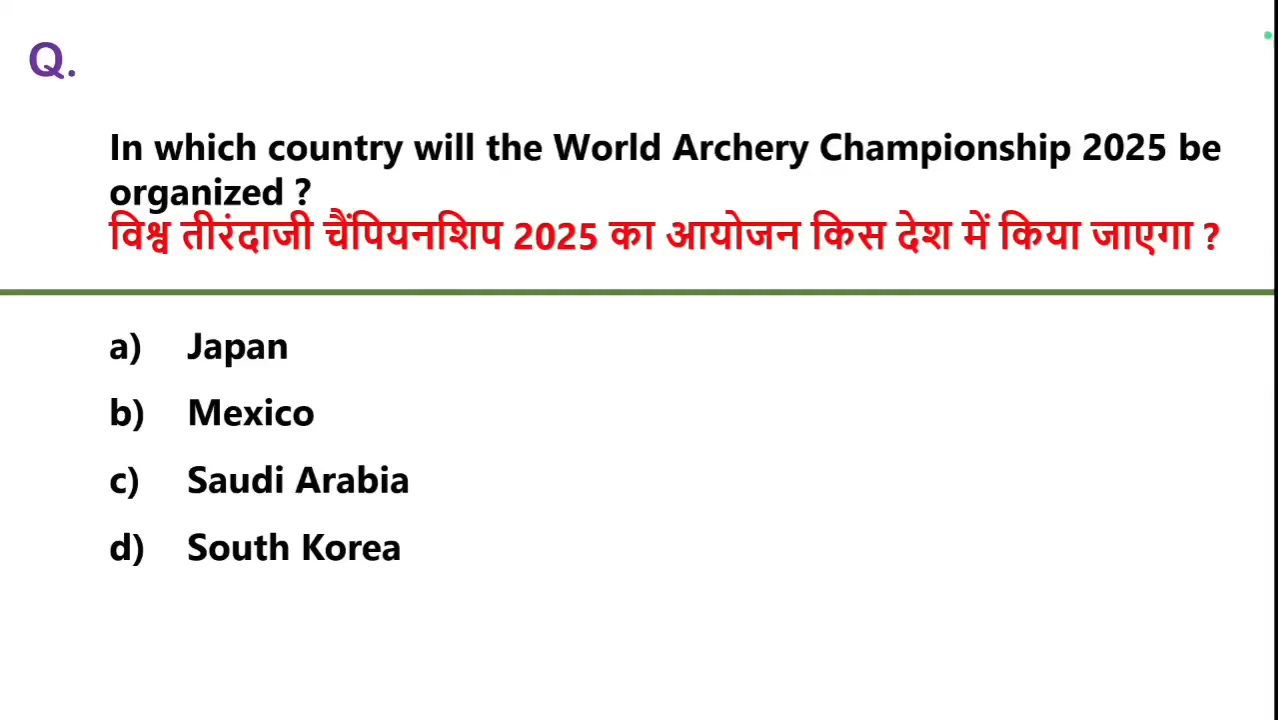 Q.
In which country will the World Archery Championship 2025 be
organized ?
विश्व तीरंदाजी चैंपियनशिप 2025 का आयोजन किस देश में किया जाएगा ?
a) Japan
b) Mexico
c) Saudi Arabia
d) South Korea